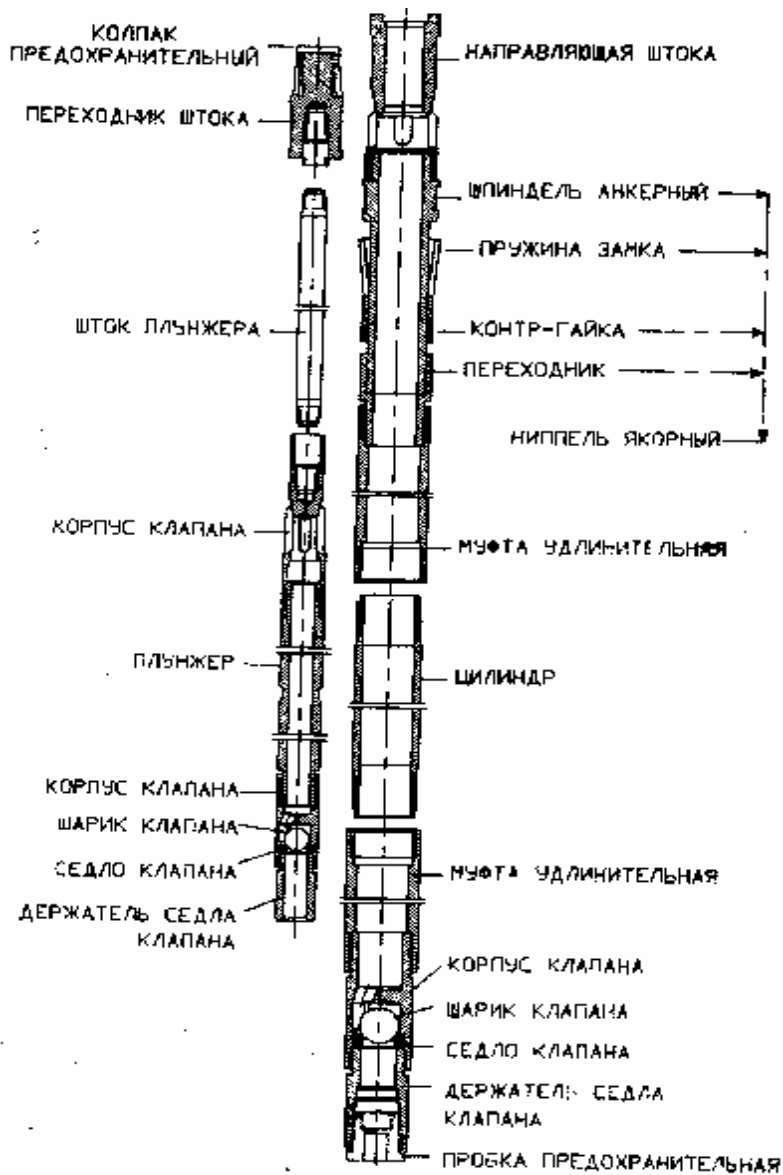 КОЛПАК
ПРЕДОХРАНИТЕЛЬНЫЙ
ПЕРЕХОДНИК ШТОКА
ШТОК ПЛУНЖЕРА
КОРПУС КЛАПАНА
ПЛУНЖЕР
КОРПУС КЛАПАНА
ШАРИК КЛАПАНА
СЕДЛО КЛАПАНА
ДЕРЖАТЕЛЬ СЕДЛА
КЛАПАНА
НАПРАВЛЯЮЩАЯ ШТОКА
ШПИНДЕЛЬ АНКЕРНЫЙ
ПРУЖИНА ЗАМКА
КОНТР-ГАЙКА
ПЕРЕХОДНИК
НИППЕЛЬ ЯКОРНЫЙ
МУФТА УДЛИНИТЕЛЬНАЯ
ЦИЛИНДР
МУФТА УДЛИНИТЕЛЬНАЯ
КОРПУС КЛАПАНА
ШАРИК КЛАПАНА
СЕДЛО КЛАПАНА
ДЕРЖАТЕЛЬ СЕДЛА
КЛАПАНА
ПРОБКА ПРЕДОХРАНИТЕЛЬНАЯ